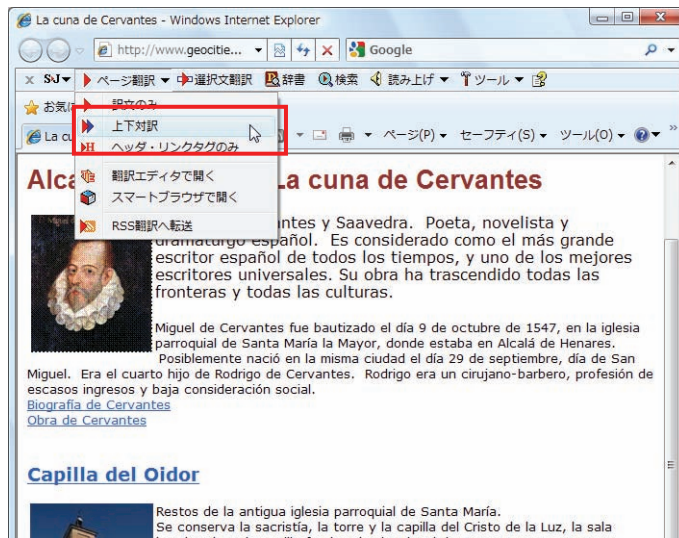 La cuna de Cervantes - Windows Internet Explorer
http://www.geocitie... Google
S›J ページ翻訳 選択文翻訳 辞書 検索 読み上げ ツール
お気に 訳文のみ
上下対訳
La cu ページ(P) セーフティ(S) ツール(O) »
ヘッダ・リンクタグのみ
翻訳エディタで開く
スマートブラウザで開く
RSS翻訳へ転送
Alca La cuna de Cervantes
ntes y Saavedra. Poeta, novelista y
dramaturgo español. Es considerado como el más grande
escritor español de todos los tiempos, y uno de los mejores
escritores universales. Su obra ha trascendido todas las
fronteras y todas las culturas.
Miguel de Cervantes fue bautizado el día 9 de octubre de 1547, en la iglesia
parroquial de Santa María la Mayor, donde estaba en Alcalá de Henares.
Posiblemente nació en la misma ciudad el día 29 de septiembre, día de San
Miguel. Era el cuarto hijo de Rodrigo de Cervantes. Rodrigo era un cirujano-barbero, profesión de
escasos ingresos y baja consideración social.
Biografía de Cervantes
Obra de Cervantes
Capilla del Oidor
Restos de la antigua iglesia parroquial de Santa María.
Se conserva la sacristía, la torre y la capilla del Cristo de la Luz, la sala